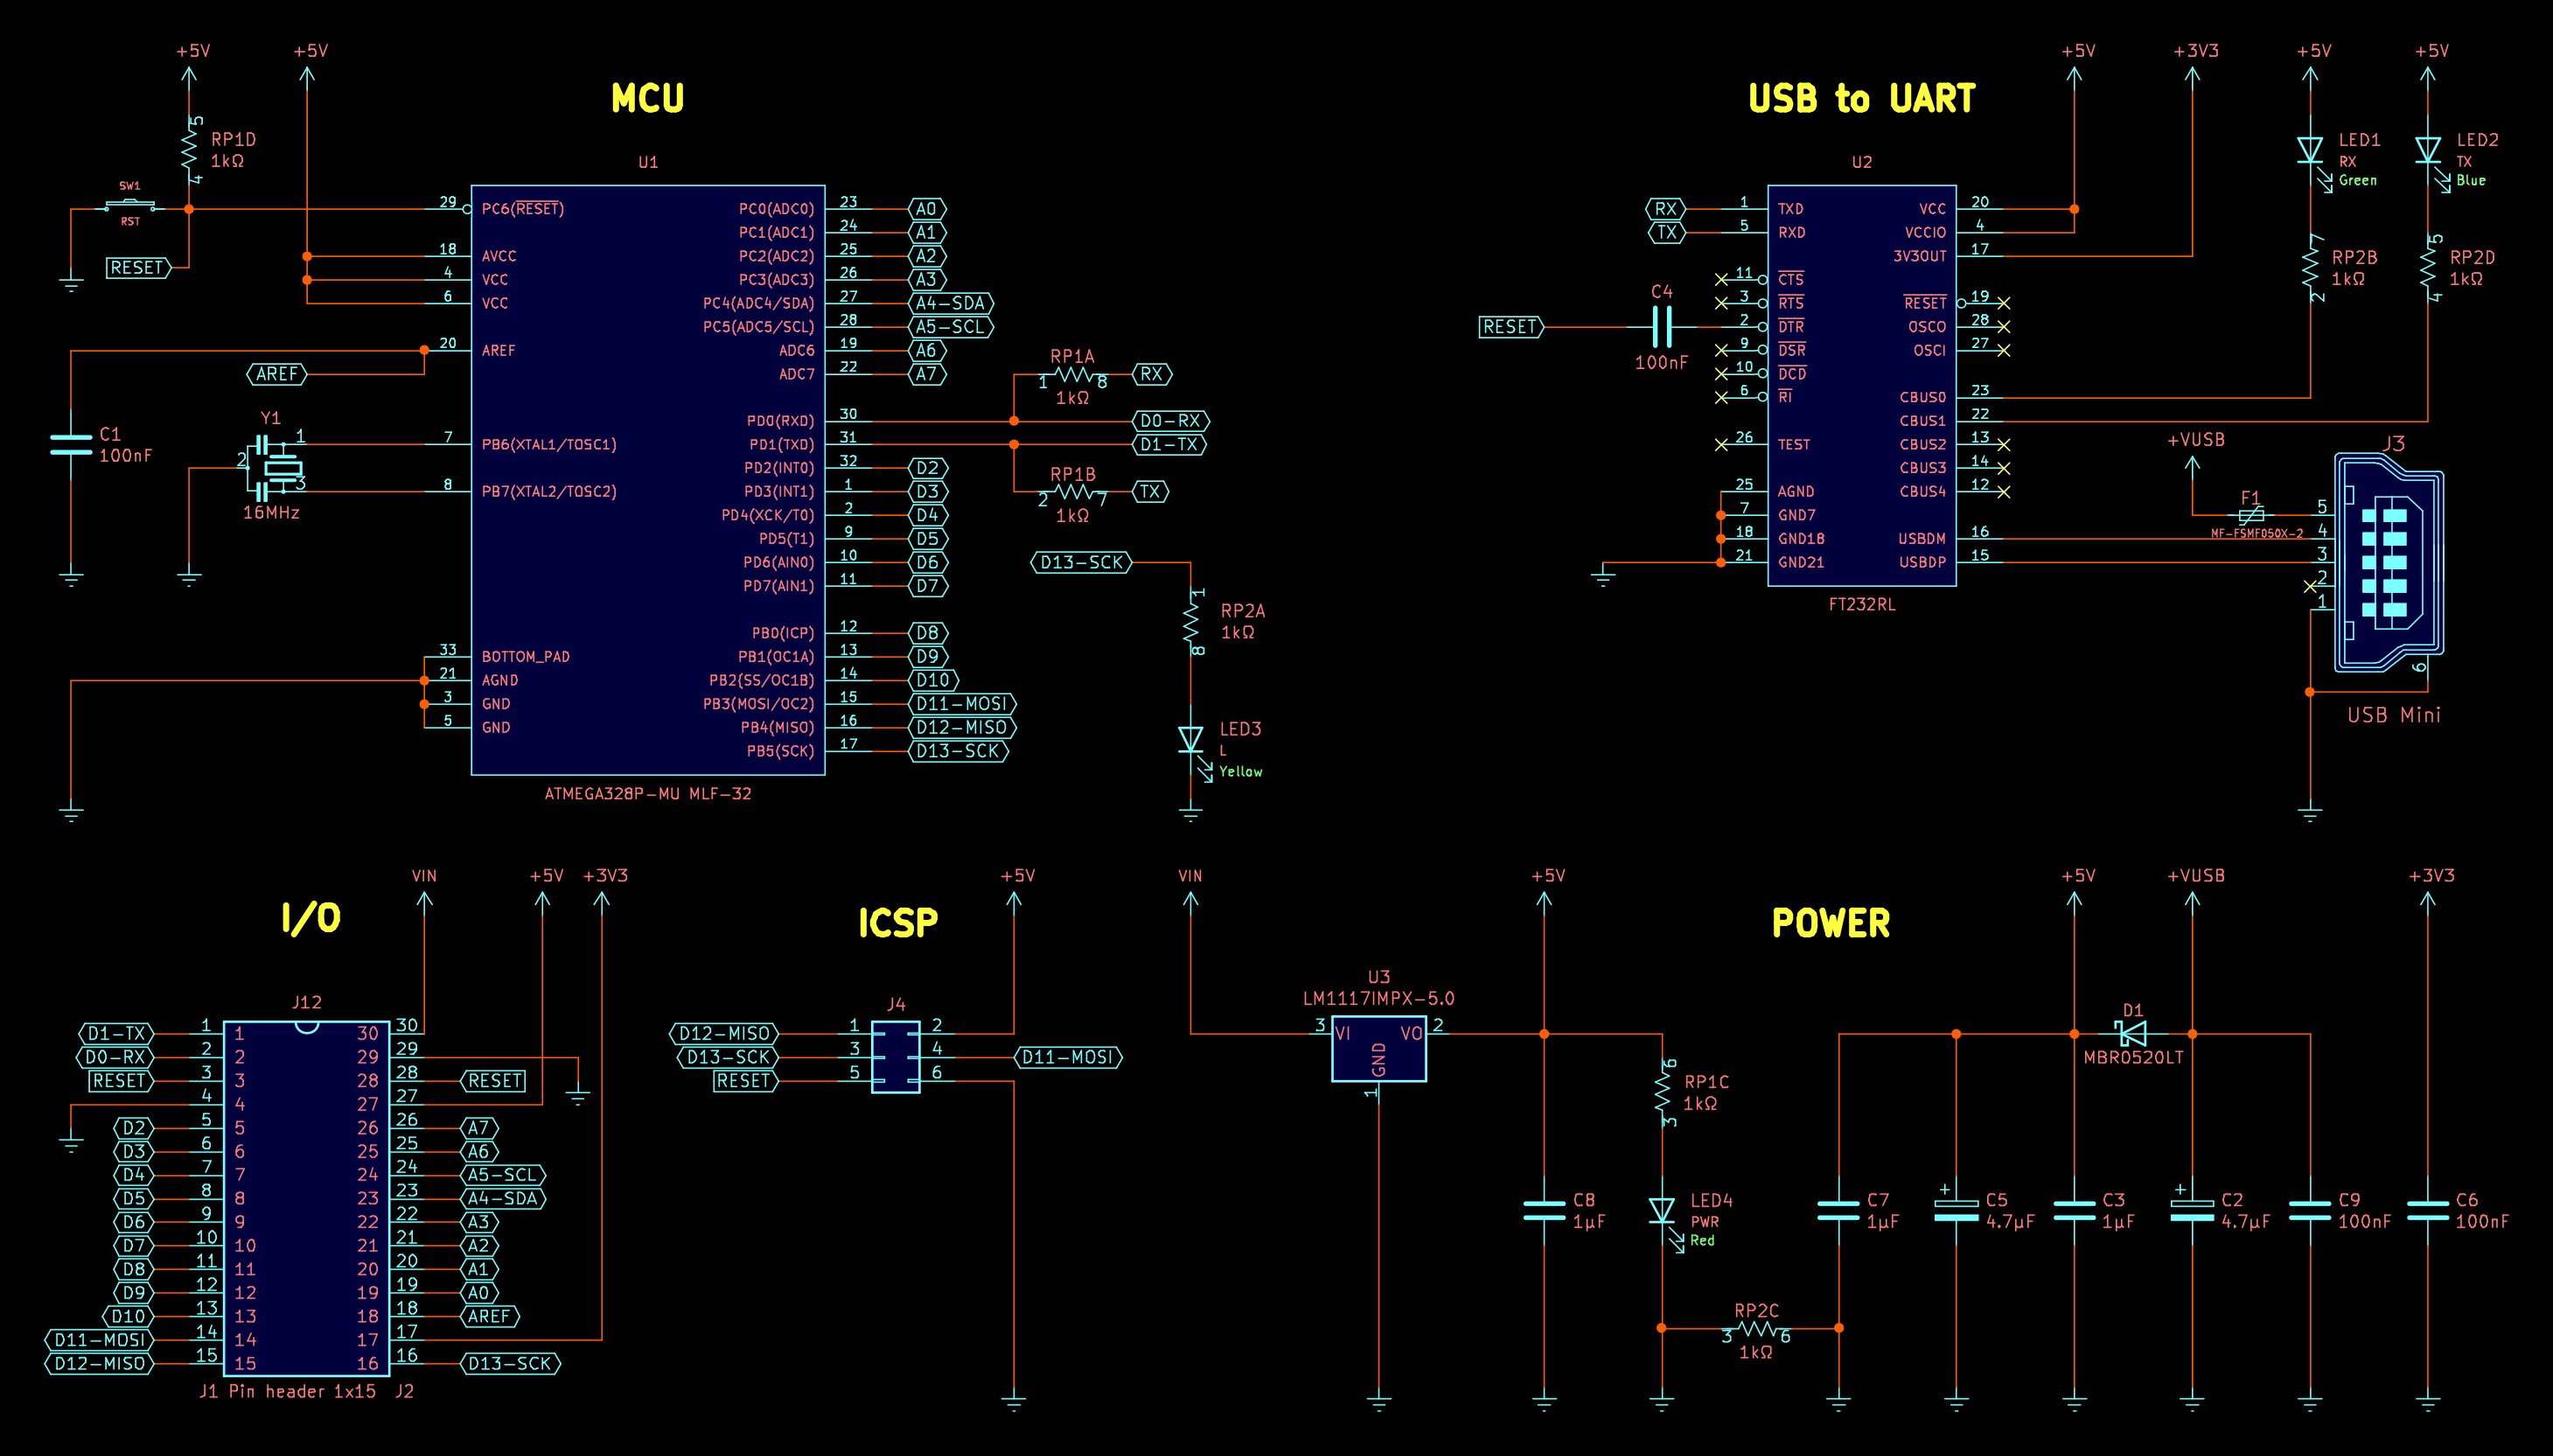 MCU
+5V
+5V
RP1D
1kΩ
5
4
SW1
RST
RESET
U1
29 PC6(RESET)
18 AVCC
4 VCC
6 VCC
20 AREF
AREF
7 PB6(XTAL1/TOSC1)
8 PB7(XTAL2/TOSC2)
33 BOTTOM_PAD
21 AGND
3 GND
5 GND
C1
100nF
Y1
1
2
3
16MHz
PC0(ADC0) 23 A0
PC1(ADC1) 24 A1
PC2(ADC2) 25 A2
PC3(ADC3) 26 A3
PC4(ADC4/SDA) 27 A4-SDA
PC5(ADC5/SCL) 28 A5-SCL
ADC6 19 A6
ADC7 22 A7
PD0(RXD) 30 D0-RX
PD1(TXD) 31 D1-TX
PD2(INT0) 32 D2
PD3(INT1) 1 D3
PD4(XCK/T0) 2 D4
PD5(T1) 9 D5
PD6(AIN0) 10 D6
PD7(AIN1) 11 D7
PB0(ICP) 12 D8
PB1(OC1A) 13 D9
PB2(SS/OC1B) 14 D10
PB3(MOSI/OC2) 15 D11-MOSI
PB4(MISO) 16 D12-MISO
PB5(SCK) 17 D13-SCK
ATMEGA328P-MU MLF-32
RP1A
1 8 RX
1kΩ
RP1B
2 7 TX
1kΩ
D13-SCK
1
RP2A
1kΩ
8
LED3
L
Yellow
USB to UART
U2
RX 1 TXD
TX 5 RXD
11 CTS
3 RTS
RESET
C4
100nF
2 DTR
9 DSR
10 DCD
6 RI
26 TEST
25 AGND
7 GND7
18 GND18
21 GND21
VCC 20
VCCIO 4
3V3OUT 17
RESET 19
OSCO 28
OSCI 27
CBUS0 23
CBUS1 22
CBUS2 13
CBUS3 14
CBUS4 12
USBDM 16
USBDP 15
FT232RL
+5V
+3V3
+5V
+5V
LED1
RX
Green
LED2
TX
Blue
7
RP2B
1kΩ
2
5
RP2D
1kΩ
4
+VUSB
F1
MF-FSMF050X-2
J3
5
4
3
2
1
6
USB Mini
I/O
VIN
+5V
+3V3
J12
D1-TX 1 1 30 30
D0-RX 2 2 29 29
RESET 3 3 28 28 RESET
4 4 27 27
D2 5 5 26 26 A7
D3 6 6 25 25 A6
D4 7 7 24 24 A5-SCL
D5 8 8 23 23 A4-SDA
D6 9 9 22 22 A3
D7 10 10 21 21 A2
D8 11 11 20 20 A1
D9 12 12 19 19 A0
D10 13 13 18 18 AREF
D11-MOSI 14 14 17 17
D12-MISO 15 15 16 16 D13-SCK
J1 Pin header 1x15 J2
ICSP
+5V
J4
D12-MISO 1 2
D13-SCK 3 4 D11-MOSI
RESET 5 6
POWER
VIN
+5V
U3
LM1117IMPX-5.0
3 VI VO 2
GND
1
6
RP1C
1kΩ
3
C8
1µF
LED4
PWR
Red
RP2C
3 6
1kΩ
+5V
+VUSB
+3V3
D1
MBR0520LT
C7
1µF
+
C5
4.7µF
C3
1µF
+
C2
4.7µF
C9
100nF
C6
100nF